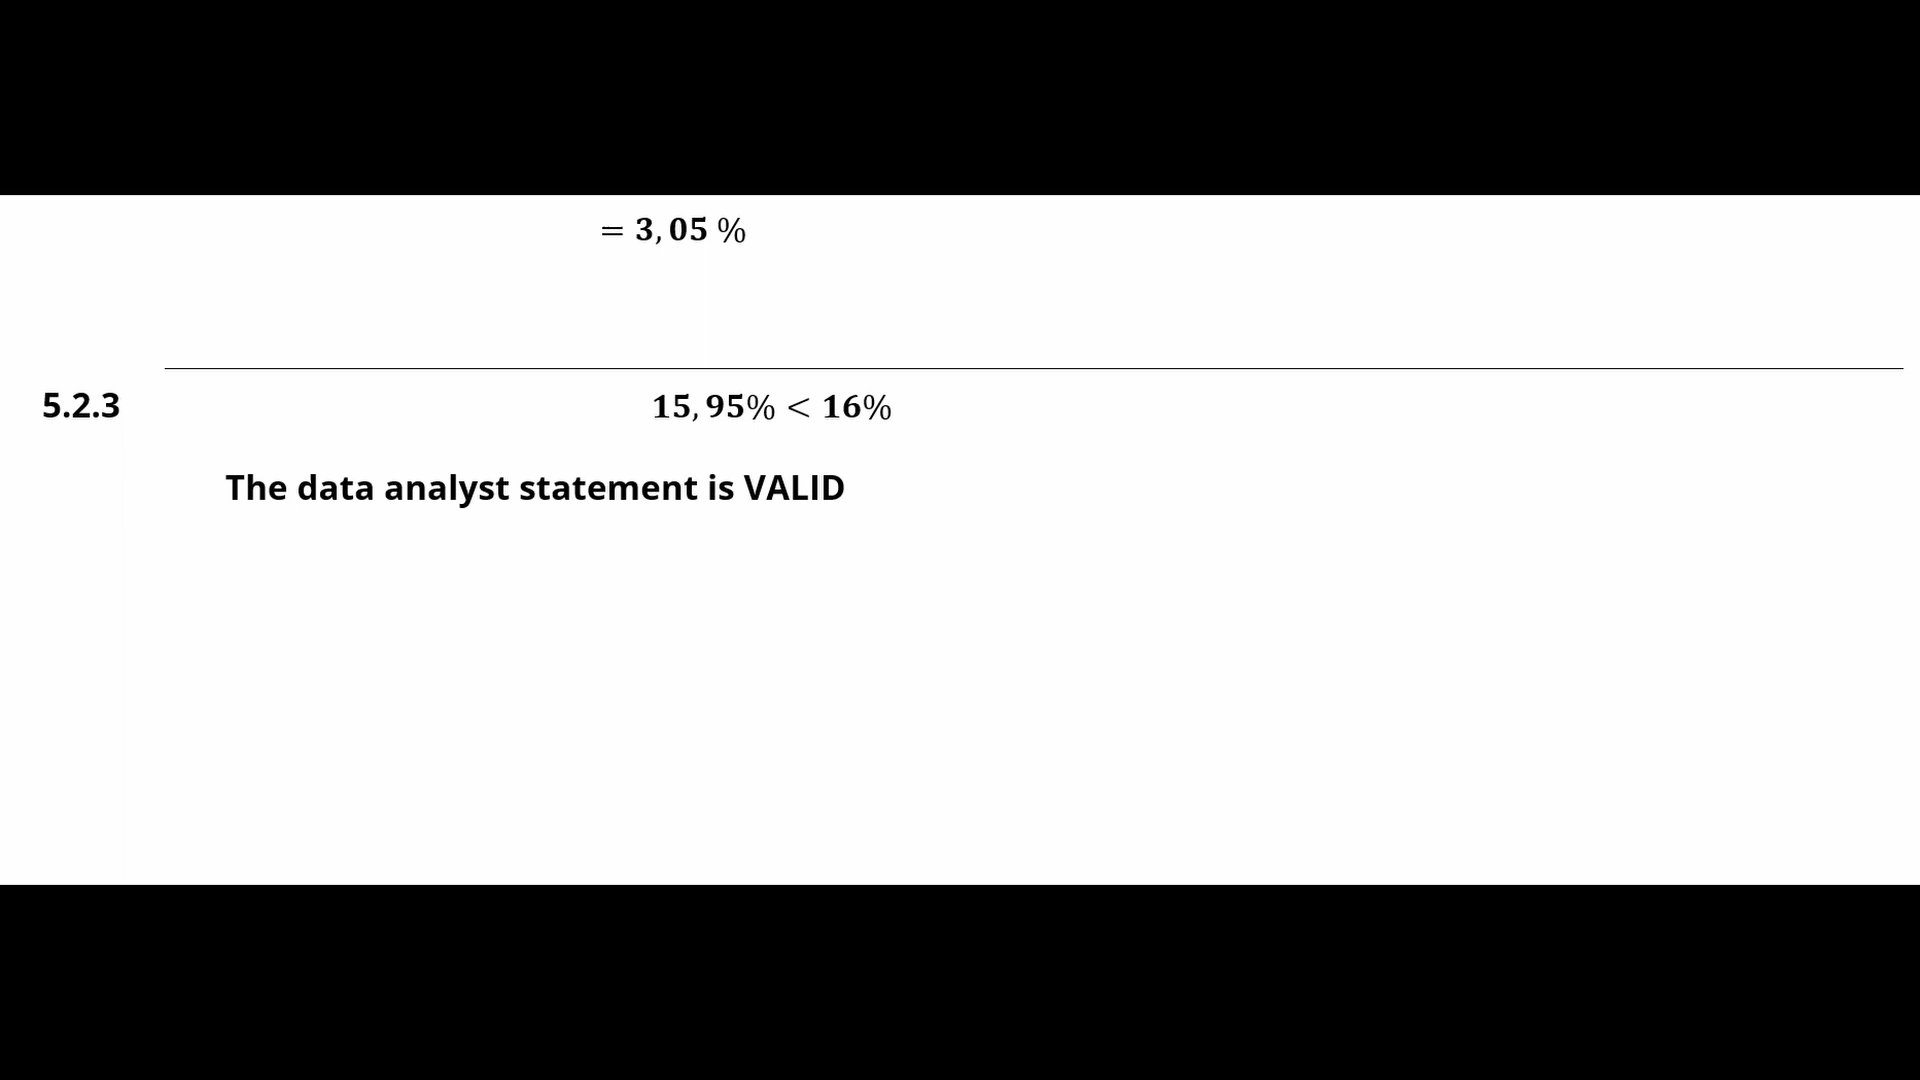 = 3,05 %
5.2.3 15,95% < 16%
The data analyst statement is VALID